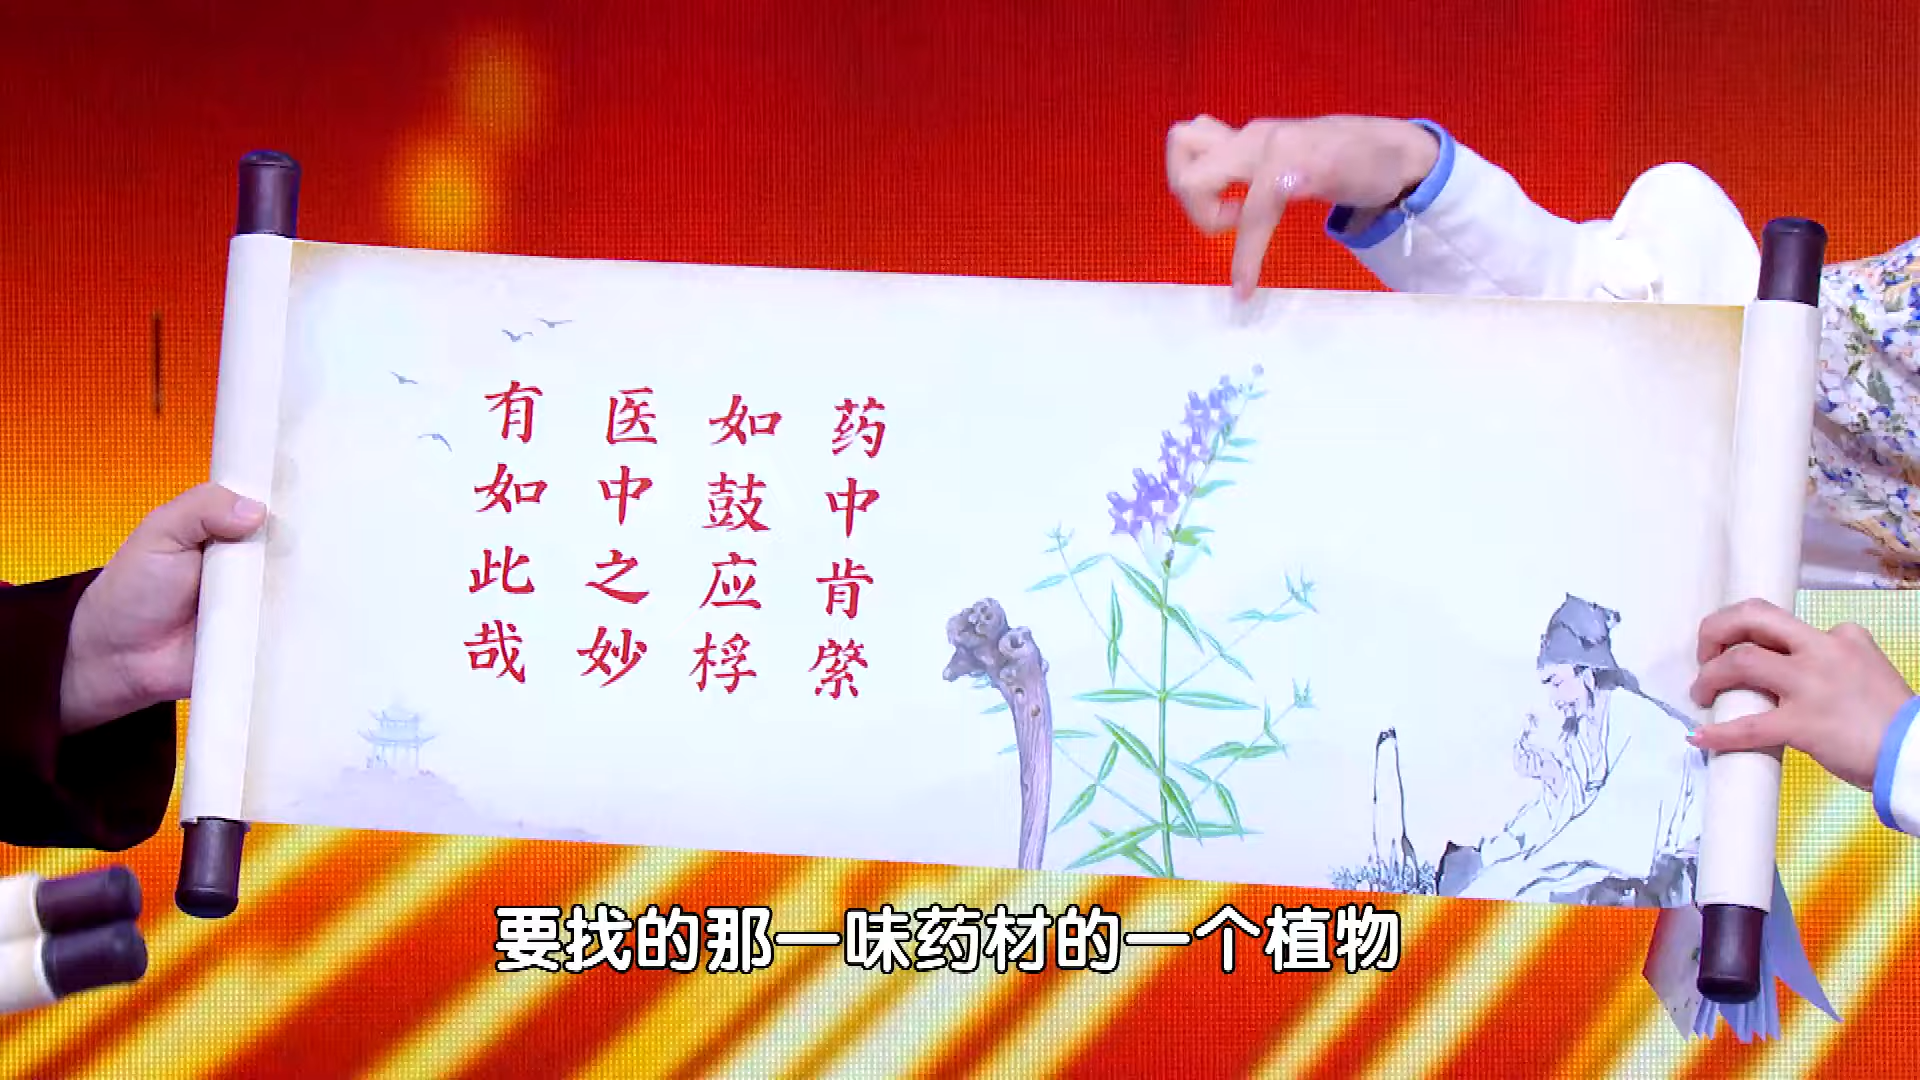 药中肯綮
如鼓应桴
医中之妙
有如此哉
要找的那一味药材的一个植物